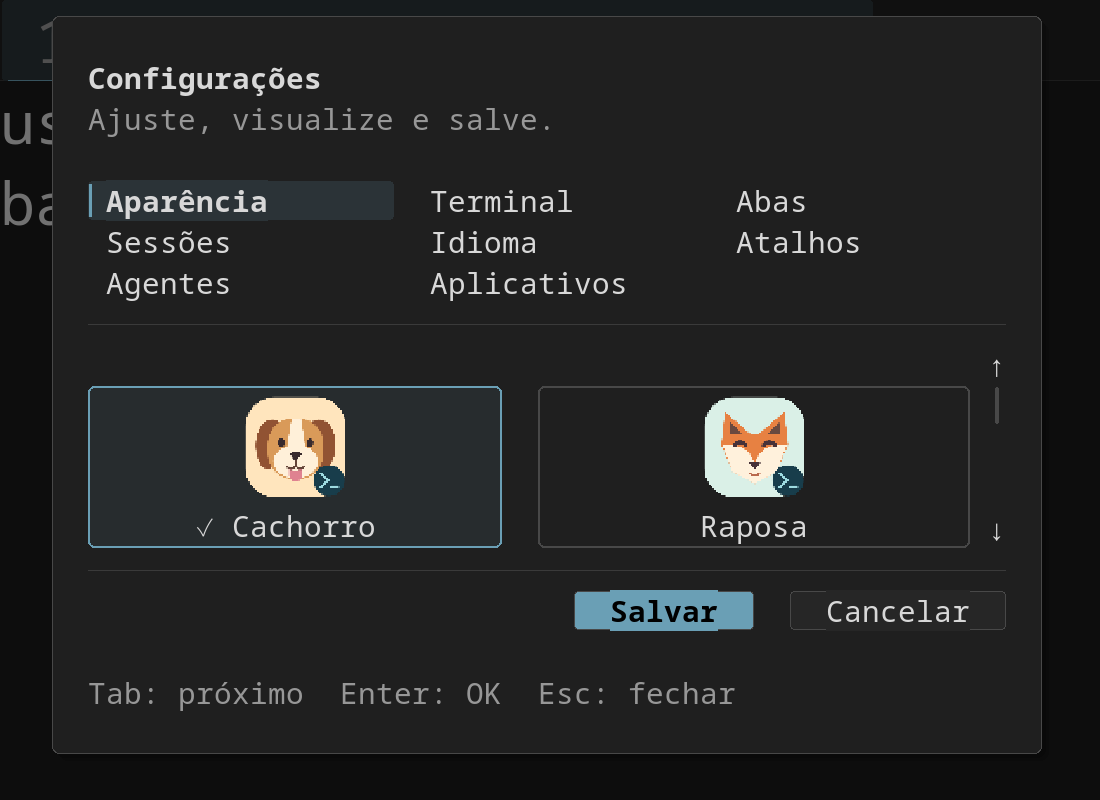 Configurações
Ajuste, visualize e salve.
Aparência Terminal Abas
Sessões Idioma Atalhos
Agentes Aplicativos
↑
>_ >_
✓ Cachorro Raposa
↓
Salvar Cancelar
Tab: próximo Enter: OK Esc: fechar